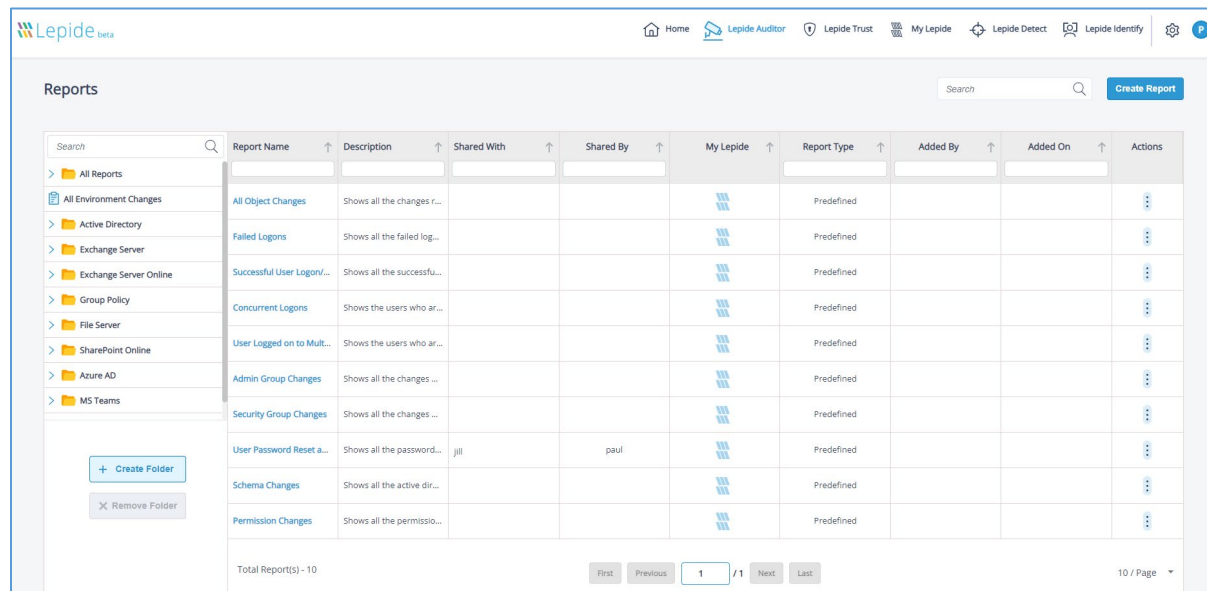 Lepide beta
Home Lepide Auditor Lepide Trust My Lepide Lepide Detect Lepide Identify P
Reports
Search
Create Report
Search
All Reports
All Environment Changes
Active Directory
Exchange Server
Exchange Server Online
Group Policy
File Server
SharePoint Online
Azure AD
MS Teams
+ Create Folder
X Remove Folder
Report Name Description Shared With Shared By My Lepide Report Type Added By Added On Actions
All Object Changes Shows all the changes r... Predefined
Failed Logons Shows all the failed log... Predefined
Successful User Logon/... Shows all the successfu... Predefined
Concurrent Logons Shows the users who ar... Predefined
User Logged on to Mult... Shows the users who ar... Predefined
Admin Group Changes Shows all the changes ... Predefined
Security Group Changes Shows all the changes ... Predefined
User Password Reset a... Shows all the password... jill paul Predefined
Schema Changes Shows all the active dir... Predefined
Permission Changes Shows all the permissio... Predefined
Total Report(s) - 10
First Previous 1 / 1 Next Last
10 / Page